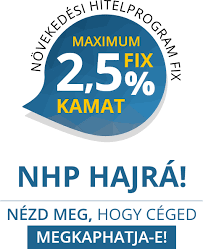 NÖVEKEDÉSI HITELPROGRAM FIX
MAXIMUM
2,5% FIX
KAMAT
NHP HAJRÁ!
NÉZD MEG, HOGY CÉGED
MEGKAPHATJA-E!